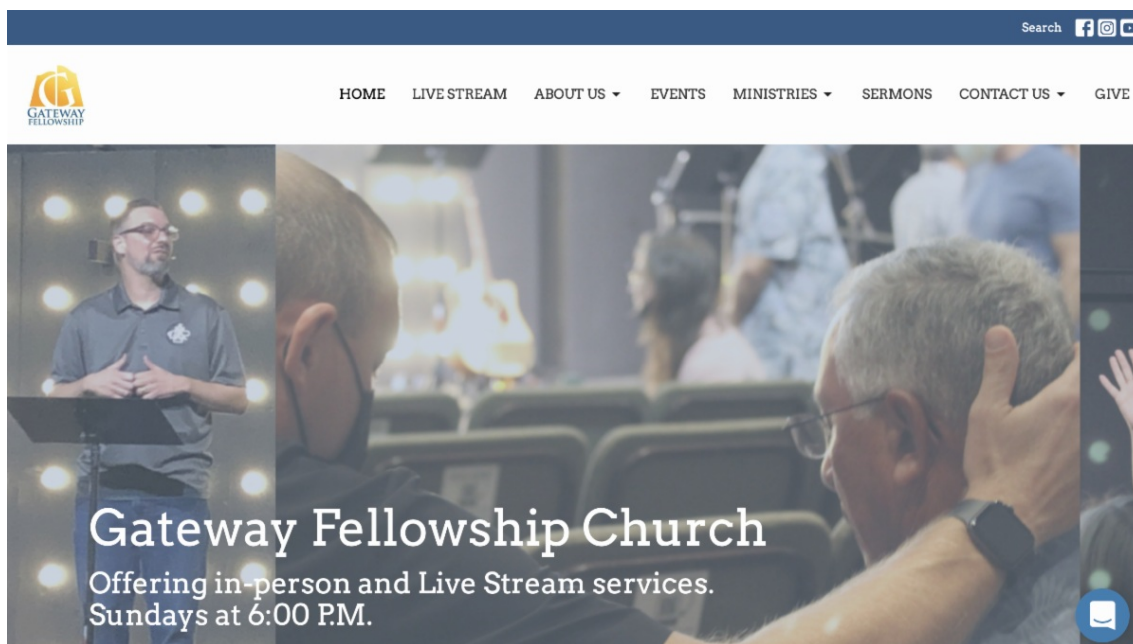 Search
GATEWAY
FELLOWSHIP
HOME LIVE STREAM ABOUT US EVENTS MINISTRIES SERMONS CONTACT US GIVE
Gateway Fellowship Church
Offering in-person and Live Stream services.
Sundays at 6:00 P.M.